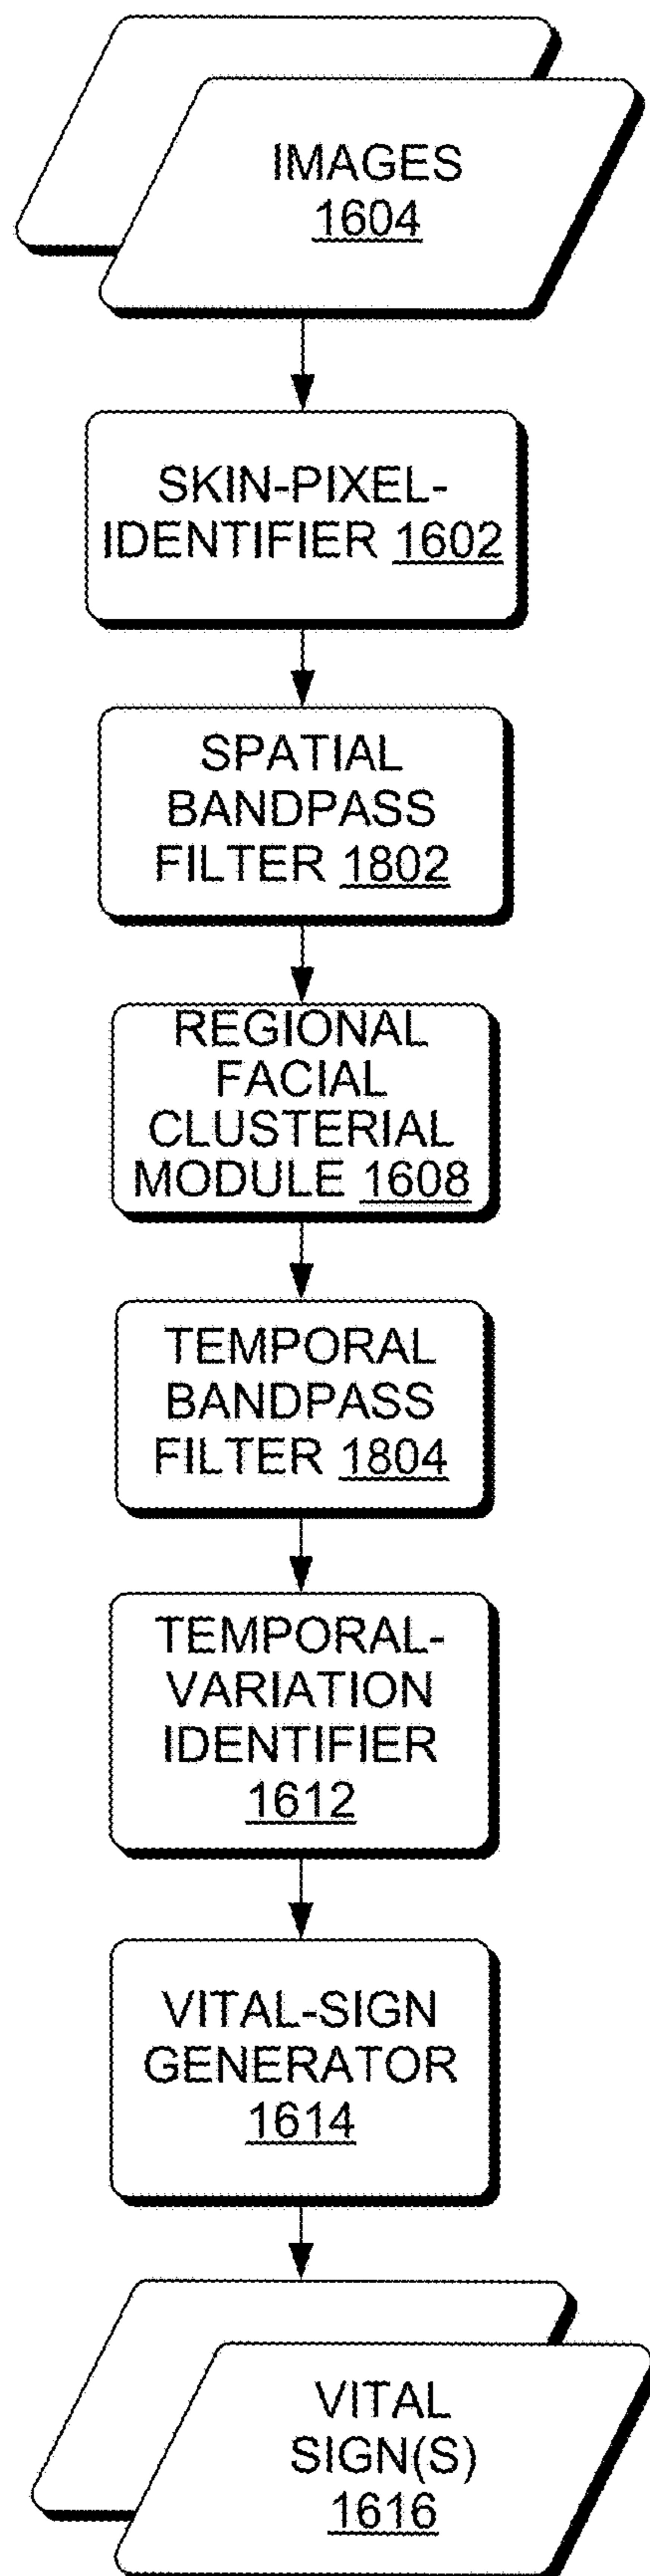 IMAGES
1604
SKIN-PIXEL-
IDENTIFIER 1602
SPATIAL
BANDPASS
FILTER 1802
REGIONAL
FACIAL
CLUSTERIAL
MODULE 1608
TEMPORAL
BANDPASS
FILTER 1804
TEMPORAL-
VARIATION
IDENTIFIER
1612
VITAL-SIGN
GENERATOR
1614
VITAL
SIGN(S)
1616